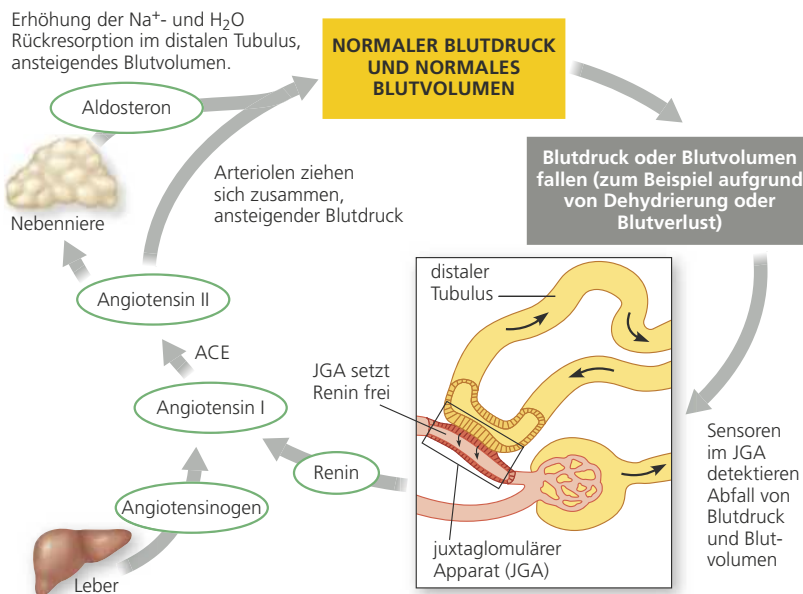 Erhöhung der Na⁺- und H₂O
Rückresorption im distalen Tubulus,
ansteigendes Blutvolumen.
Aldosteron
Nebenniere
NORMALER BLUTDRUCK
UND NORMALES
BLUTVOLUMEN
Arteriolen ziehen
sich zusammen,
ansteigender Blutdruck
Blutdruck oder Blutvolumen
fallen (zum Beispiel aufgrund
von Dehydrierung oder
Blutverlust)
Angiotensin II
ACE
Angiotensin I
JGA setzt
Renin frei
distaler
Tubulus
Renin
Angiotensinogen
Leber
juxtaglomulärer
Apparat (JGA)
Sensoren
im JGA
detektieren
Abfall von
Blutdruck
und Blut-
volumen